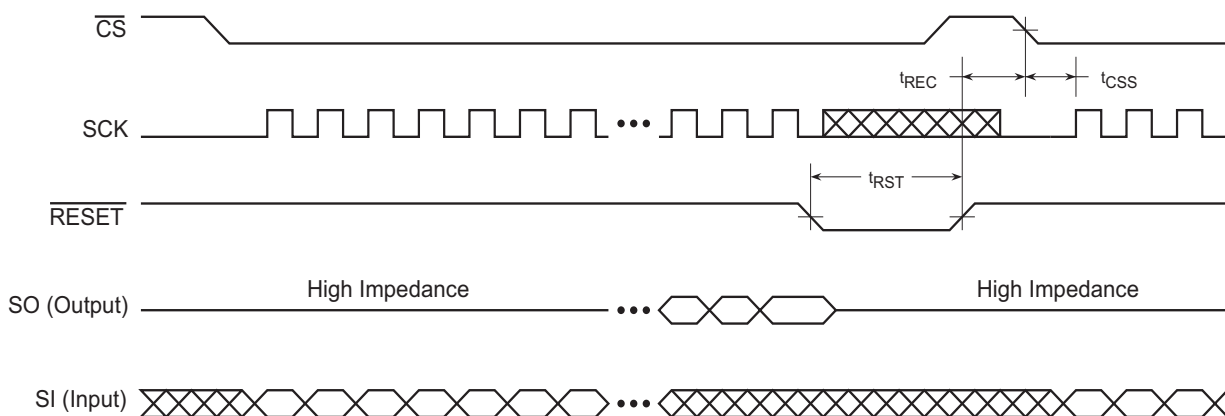 CS
tREC
tCSS
SCK
tRST
RESET
High Impedance
High Impedance
SO (Output)
SI (Input)